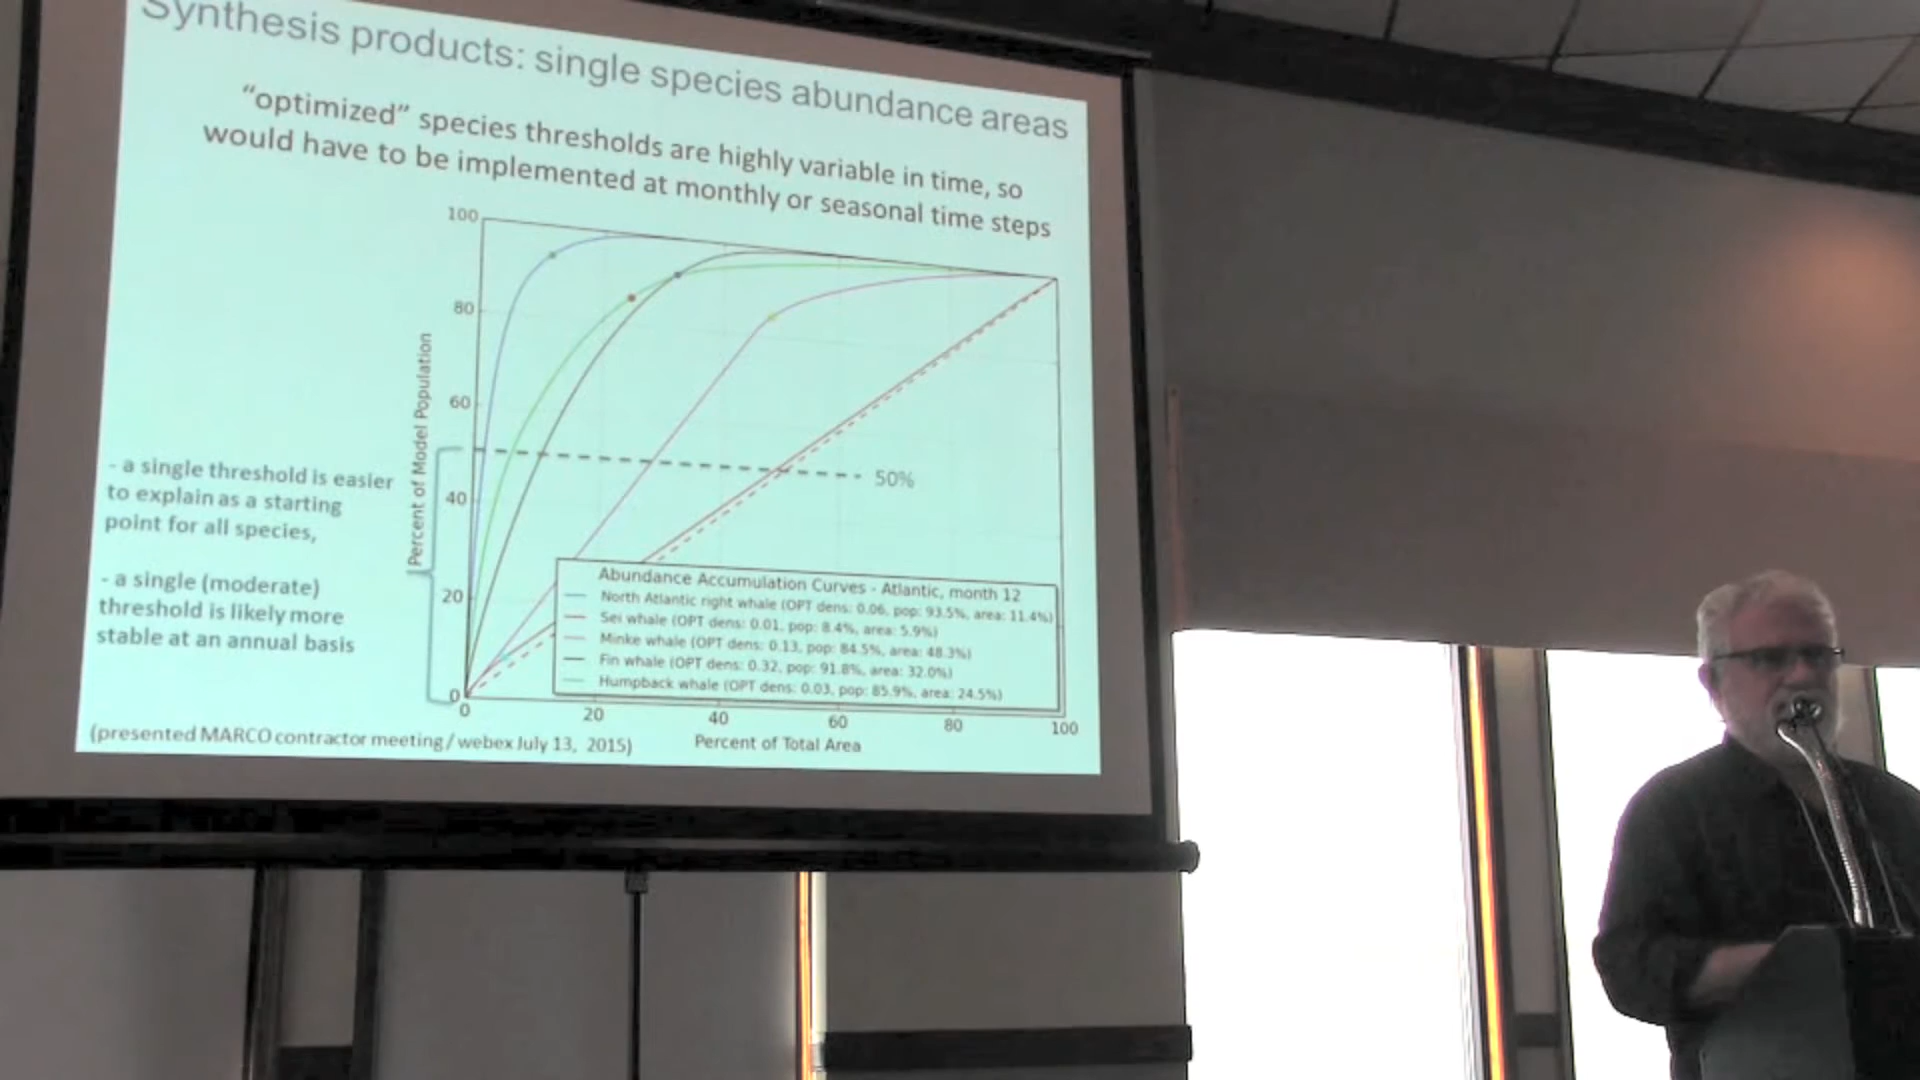 Synthesis products: single species abundance areas
“optimized” species thresholds are highly variable in time, so
would have to be implemented at monthly or seasonal time steps
100
80
60
40
20
0
Percent of Model Population
50%
- a single threshold is easier
to explain as a starting
point for all species,
- a single (moderate)
threshold is likely more
stable at an annual basis
Abundance Accumulation Curves - Atlantic, month 12
North Atlantic right whale (OPT dens: 0.06, pop: 93.5%, area: 11.4%)
Sei whale (OPT dens: 0.01, pop: 8.4%, area: 5.9%)
Minke whale (OPT dens: 0.13, pop: 84.5%, area: 48.3%)
Fin whale (OPT dens: 0.32, pop: 91.8%, area: 32.0%)
Humpback whale (OPT dens: 0.03, pop: 85.9%, area: 24.5%)
0 20 40 60 80 100
Percent of Total Area
(presented MARCO contractor meeting / webex July 13, 2015)